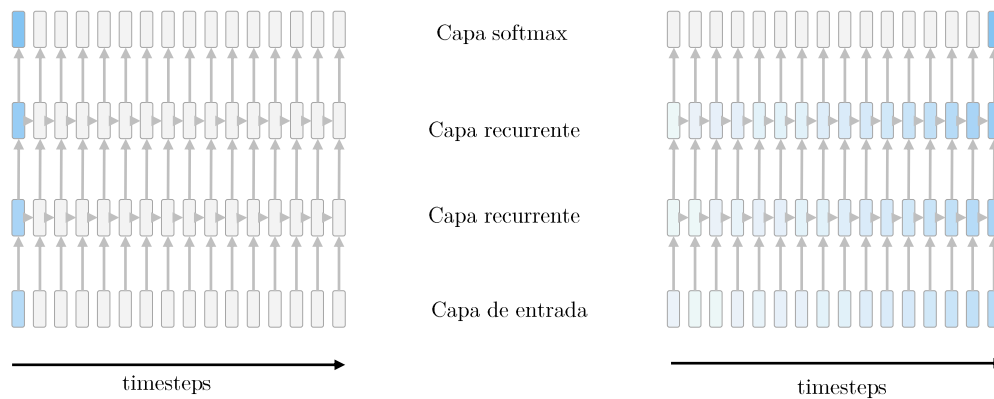 Capa softmax
Capa recurrente
Capa recurrente
Capa de entrada
timesteps
timesteps